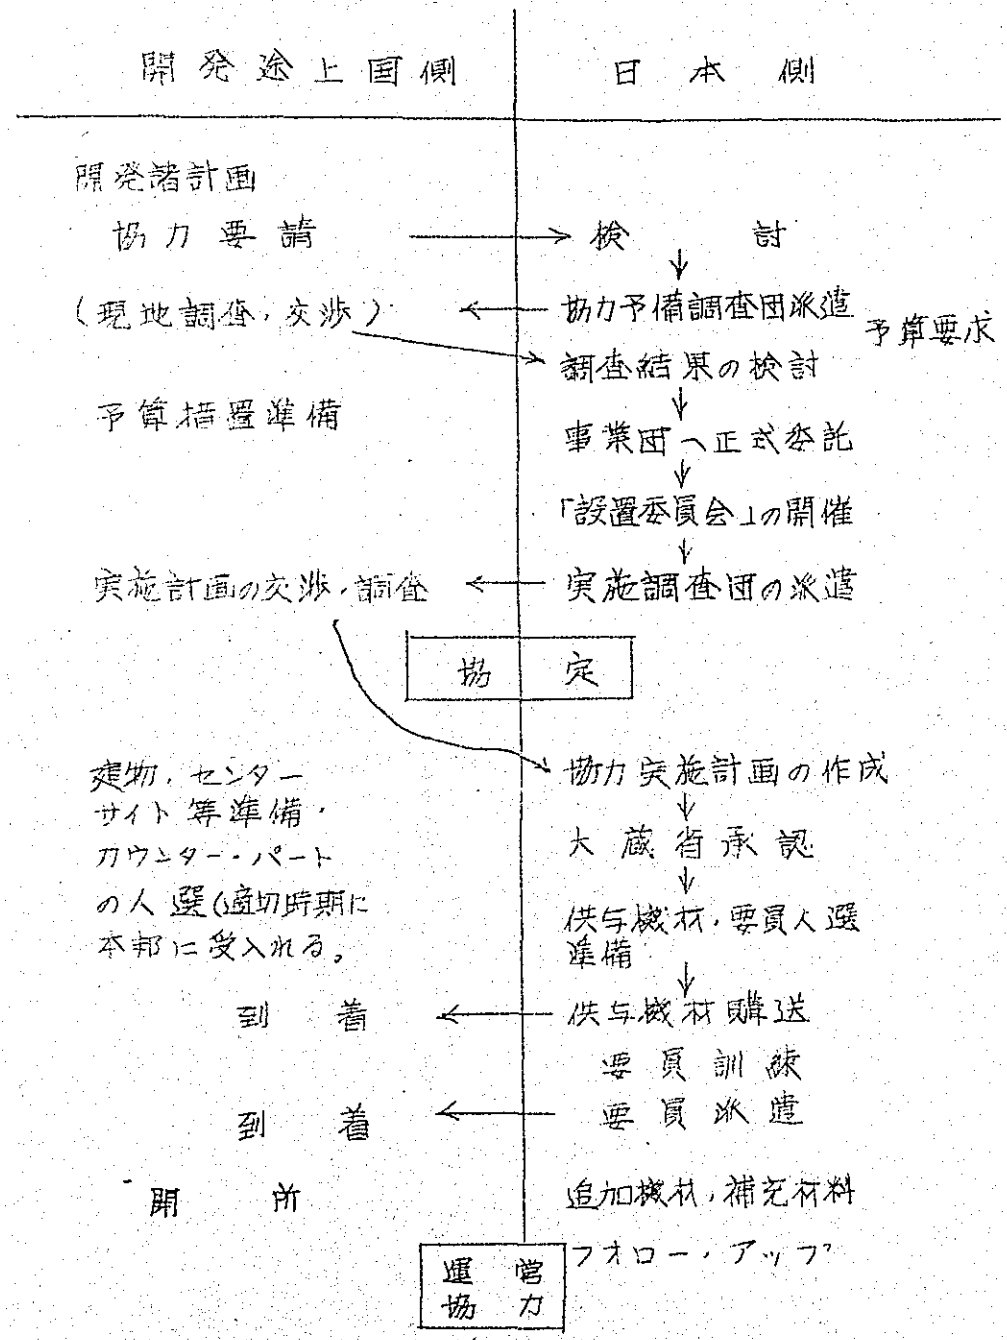 開発途上国側 日本側
開発諸計画
協力要請 → 検討
↓
(現地調査、交渉) ← 協力予備調査団派遣
予算要求
調査結果の検討
予算措置準備
↓
事業団へ正式委託
↓
「設置委員会」の開催
↓
実施計画の交渉、調査 ← 実施調査団の派遣
協定
建物、センター
サイト等準備・
カウンター・パート
の人選(適切時期に
本邦に受入れる。
協力実施計画の作成
↓
大蔵省承認
↓
供与機材、要員人選
準備
↓
到着 ← 供与機材購送
要員訓練
到着 ← 要員派遣
開所
追加機材、補充材料
フォロー・アップ
運営
協力